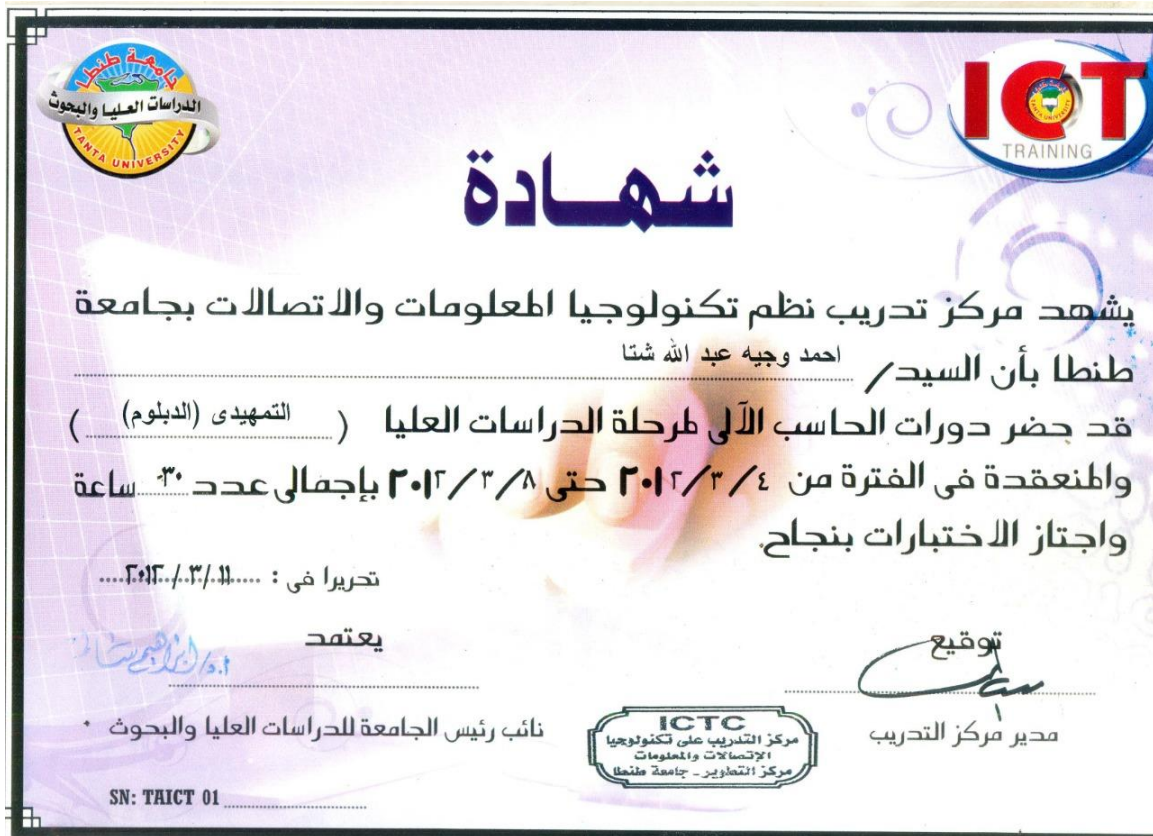 جامعة طنطا
الدراسات العليا والبحوث
TANTA UNIVERSITY
ICT
TANTA UNIVERSITY
TRAINING
شهادة
يشهد مركز تدريب نظم تكنولوجيا المعلومات والاتصالات بجامعة
طنطا بأن السيد/ احمد وجيه عبد الله شتا
قد حضر دورات الحاسب الآلى لمرحلة الدراسات العليا ( التمهيدى (الدبلوم) )
والمنعقدة فى الفترة من ٢٠١٢/٣/٤ حتى ٢٠١٢/٣/٨ بإجمالى عدد ٣٠ ساعة
واجتاز الاختبارات بنجاح.
تحريرا فى : ٢٠١٢/٣/١١
توقيع
يعتمد
أ.د/ ابراهيم
مدير مركز التدريب
نائب رئيس الجامعة للدراسات العليا والبحوث
ICTC
مركز التدريب على تكنولوجيا
الإتصالات والمعلومات
مركز التطوير - جامعة طنطا
SN: TAICT 01